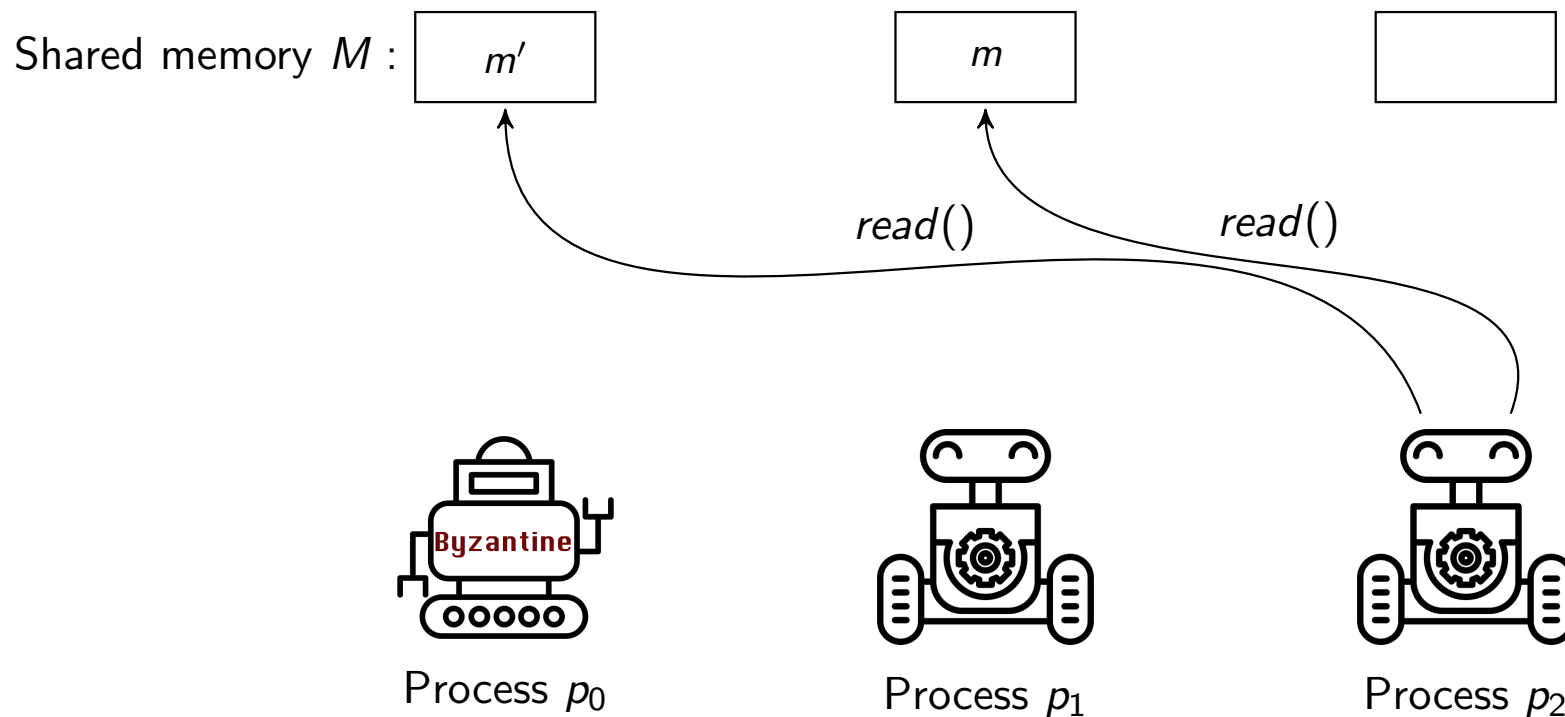 Shared memory M : m′ m
read() read()
Byzantine
Process p₀ Process p₁ Process p₂